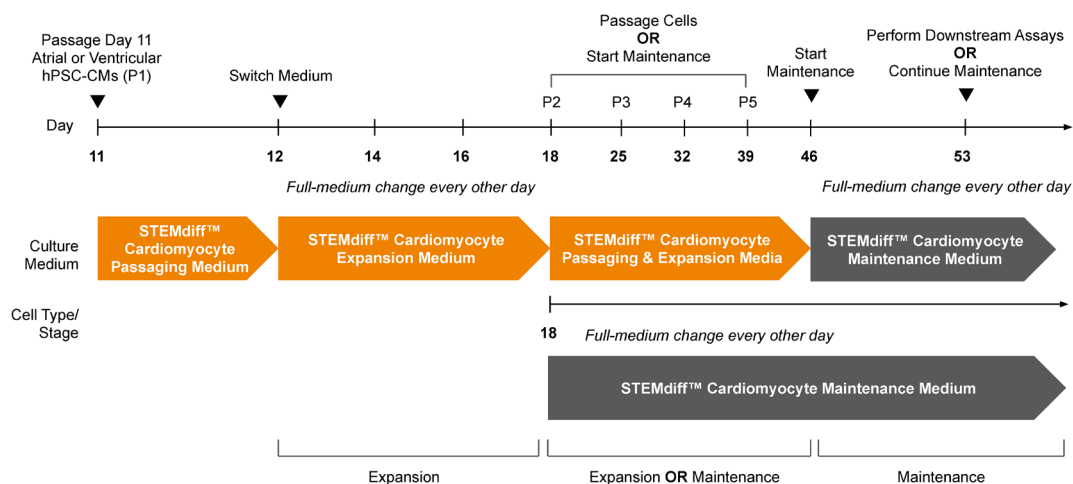 Passage Day 11
Atrial or Ventricular
hPSC-CMs (P1)
Switch Medium
Passage Cells
OR
Start Maintenance
Start
Maintenance
Perform Downstream Assays
OR
Continue Maintenance
P2 P3 P4 P5
Day
11 12 14 16 18 25 32 39 46 53
Full-medium change every other day
Full-medium change every other day
Culture
Medium
STEMdiff™
Cardiomyocyte
Passaging Medium
STEMdiff™ Cardiomyocyte
Expansion Medium
STEMdiff™ Cardiomyocyte
Passaging & Expansion Media
STEMdiff™ Cardiomyocyte
Maintenance Medium
Cell Type/
Stage
18 Full-medium change every other day
STEMdiff™ Cardiomyocyte Maintenance Medium
Expansion
Expansion OR Maintenance
Maintenance